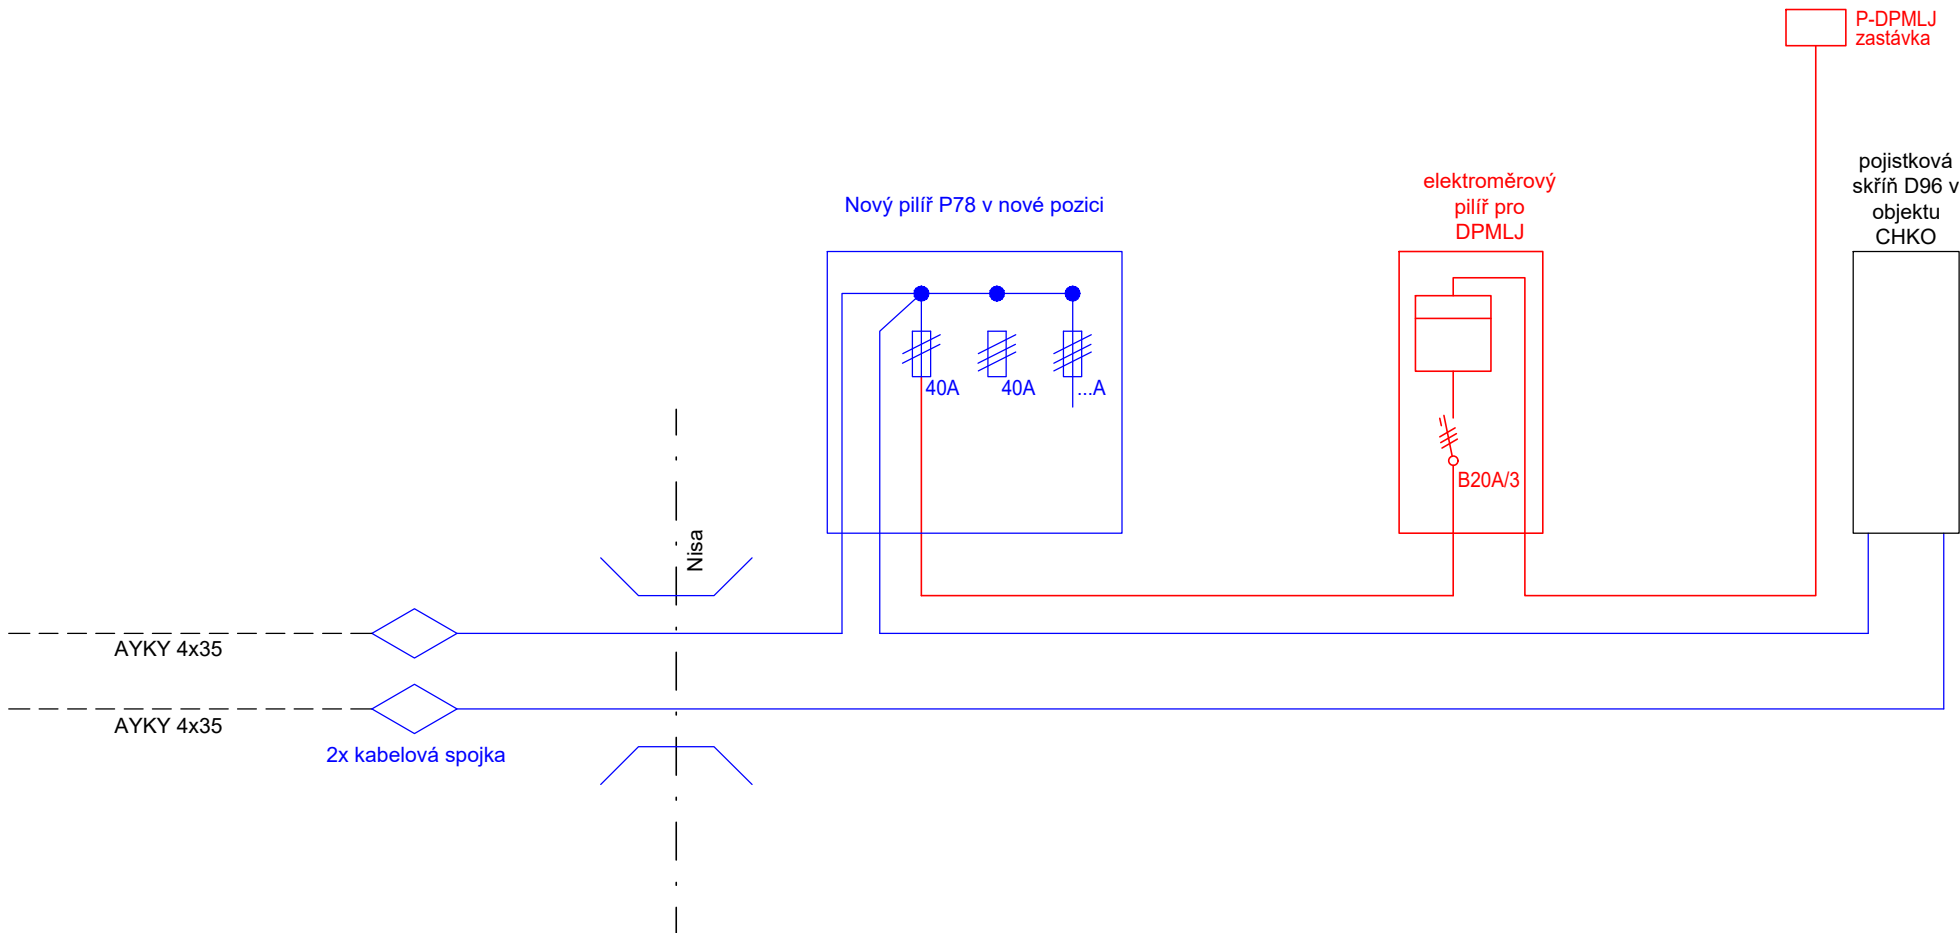 P-DPMLJ
zastávka
pojistková
skříň D96 v
objektu
CHKO
elektroměrový
pilíř pro
DPMLJ
Nový pilíř P78 v nové pozici
40A
40A
...A
B20A/3
Nisa
AYKY 4x35
AYKY 4x35
2x kabelová spojka